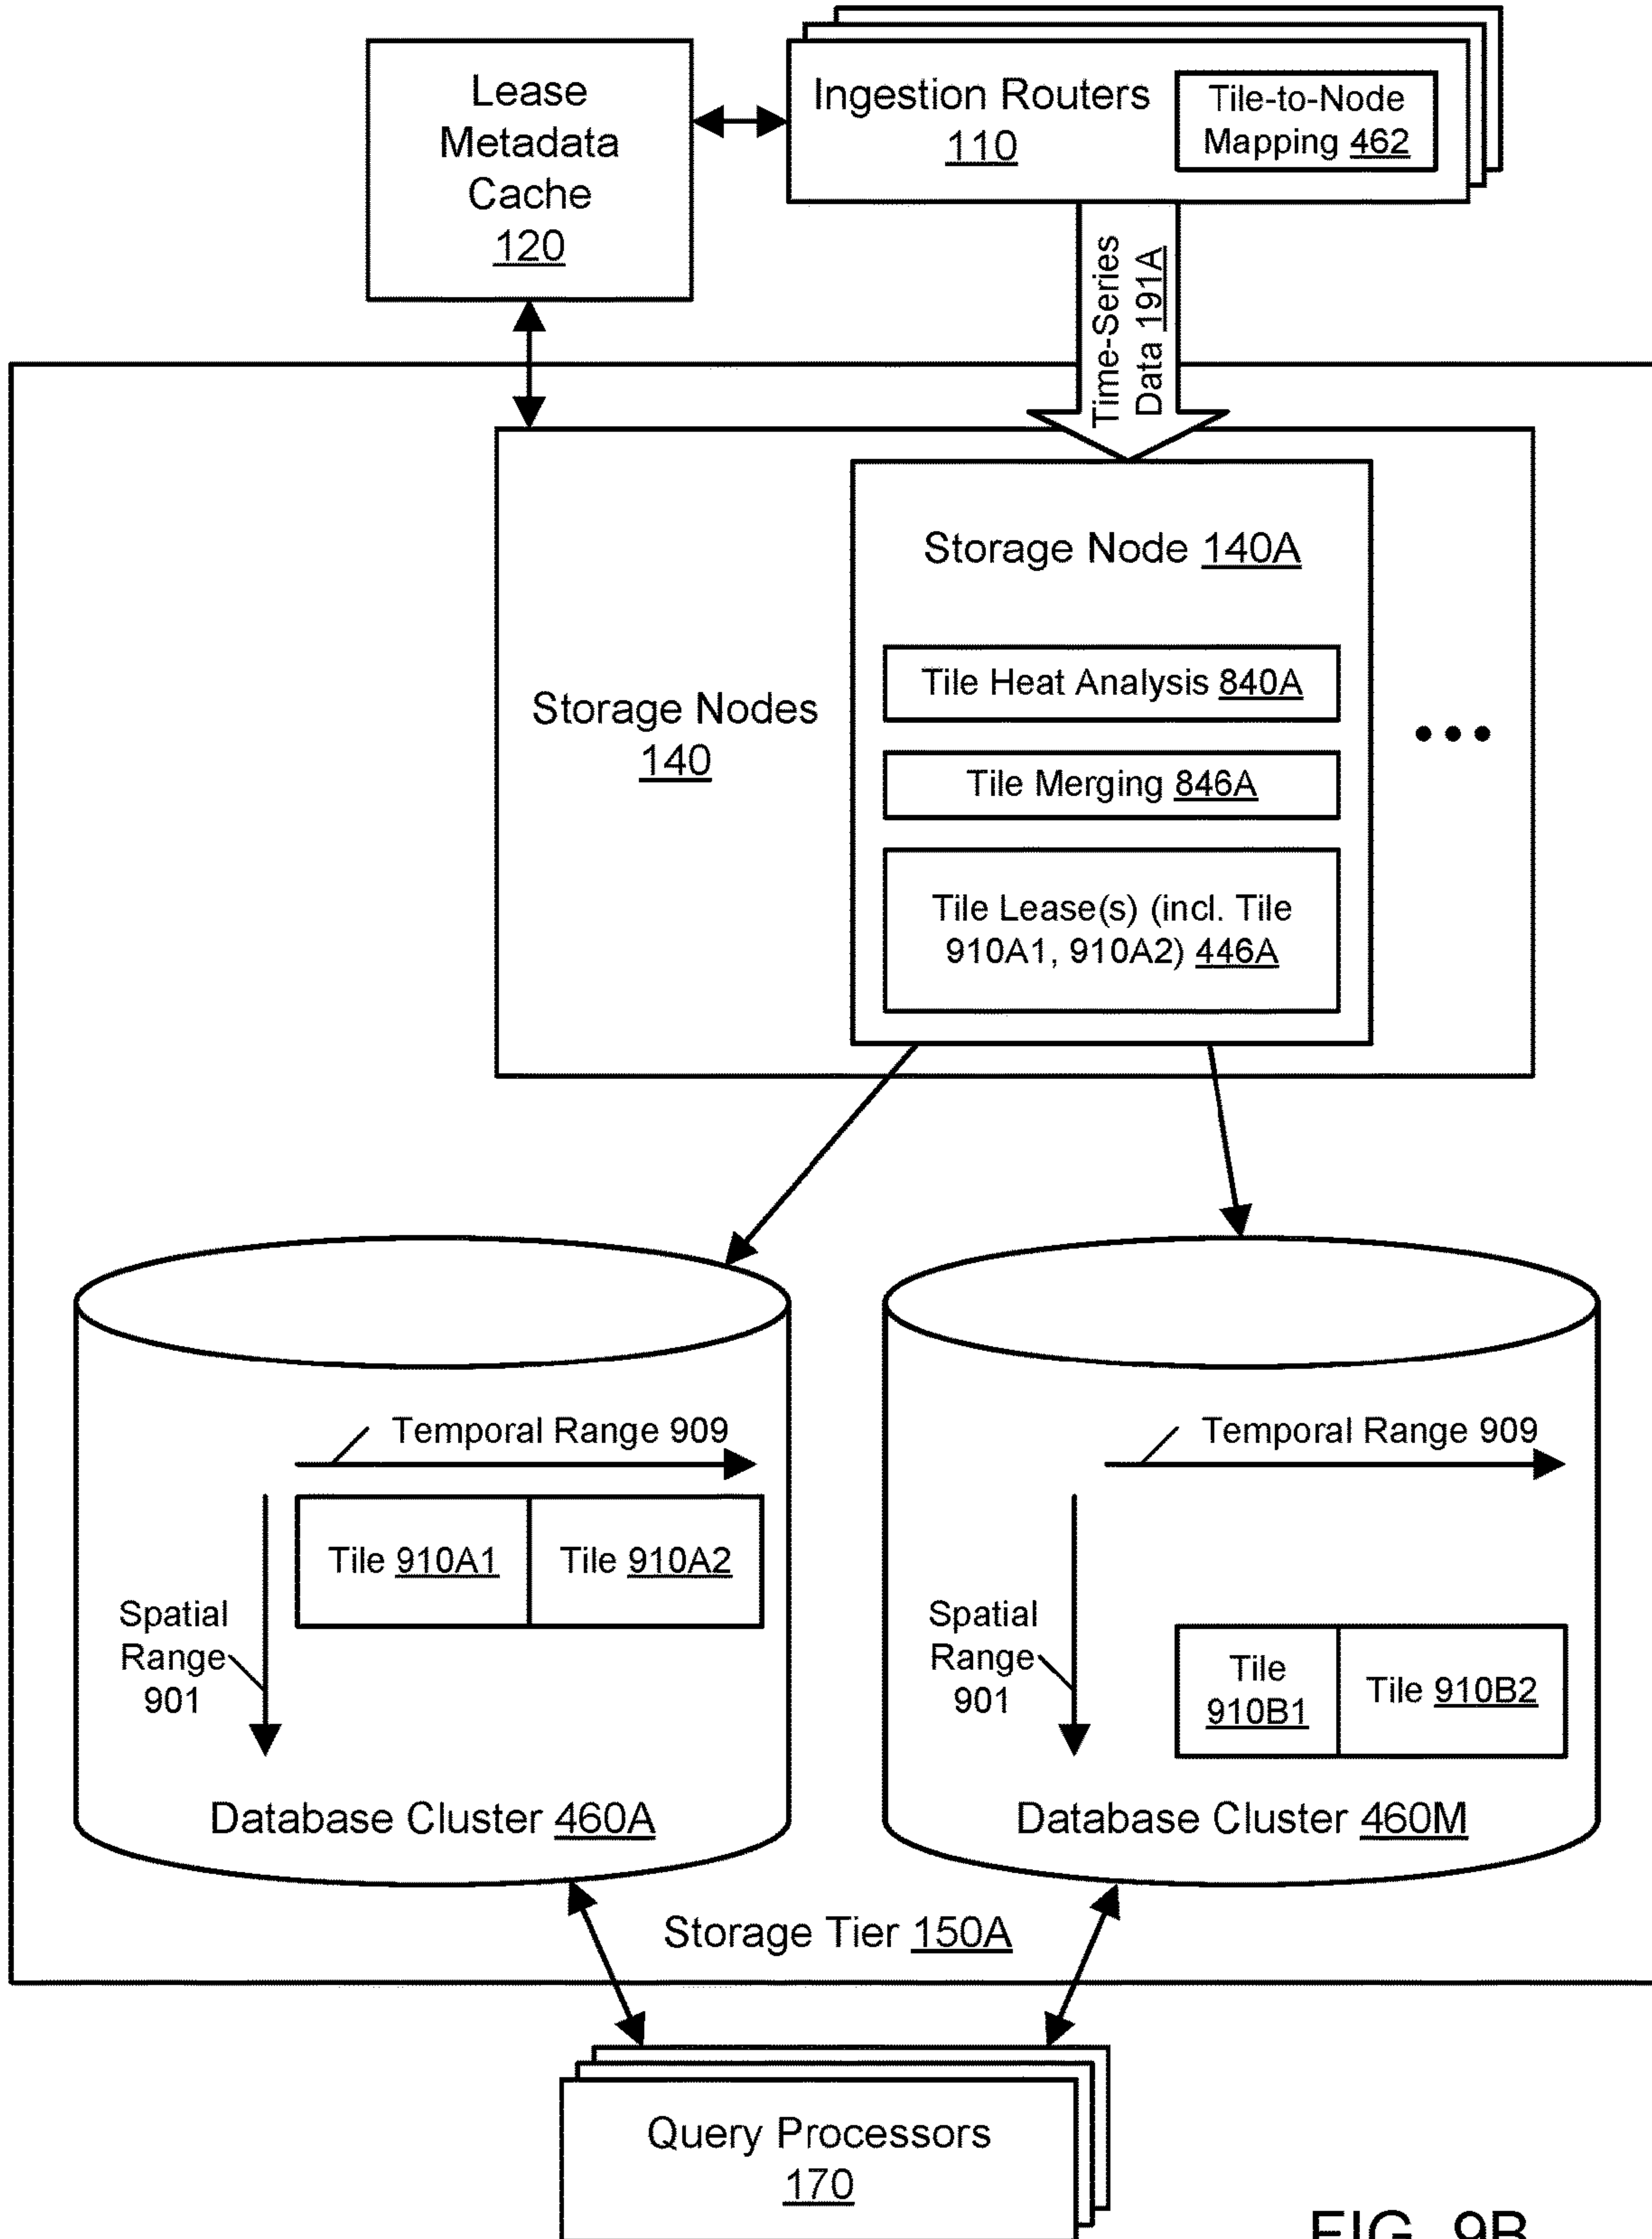 Lease
Metadata
Cache
120
Ingestion Routers
110
Tile-to-Node
Mapping 462
Time-Series
Data 191A
Storage Nodes
140
Storage Node 140A
Tile Heat Analysis 840A
Tile Merging 846A
Tile Lease(s) (incl. Tile
910A1, 910A2) 446A
Temporal Range 909
Tile 910A1
Tile 910A2
Spatial
Range
901
Database Cluster 460A
Temporal Range 909
Spatial
Range
901
Tile
910B1
Tile 910B2
Database Cluster 460M
Storage Tier 150A
Query Processors
170
FIG. 9B